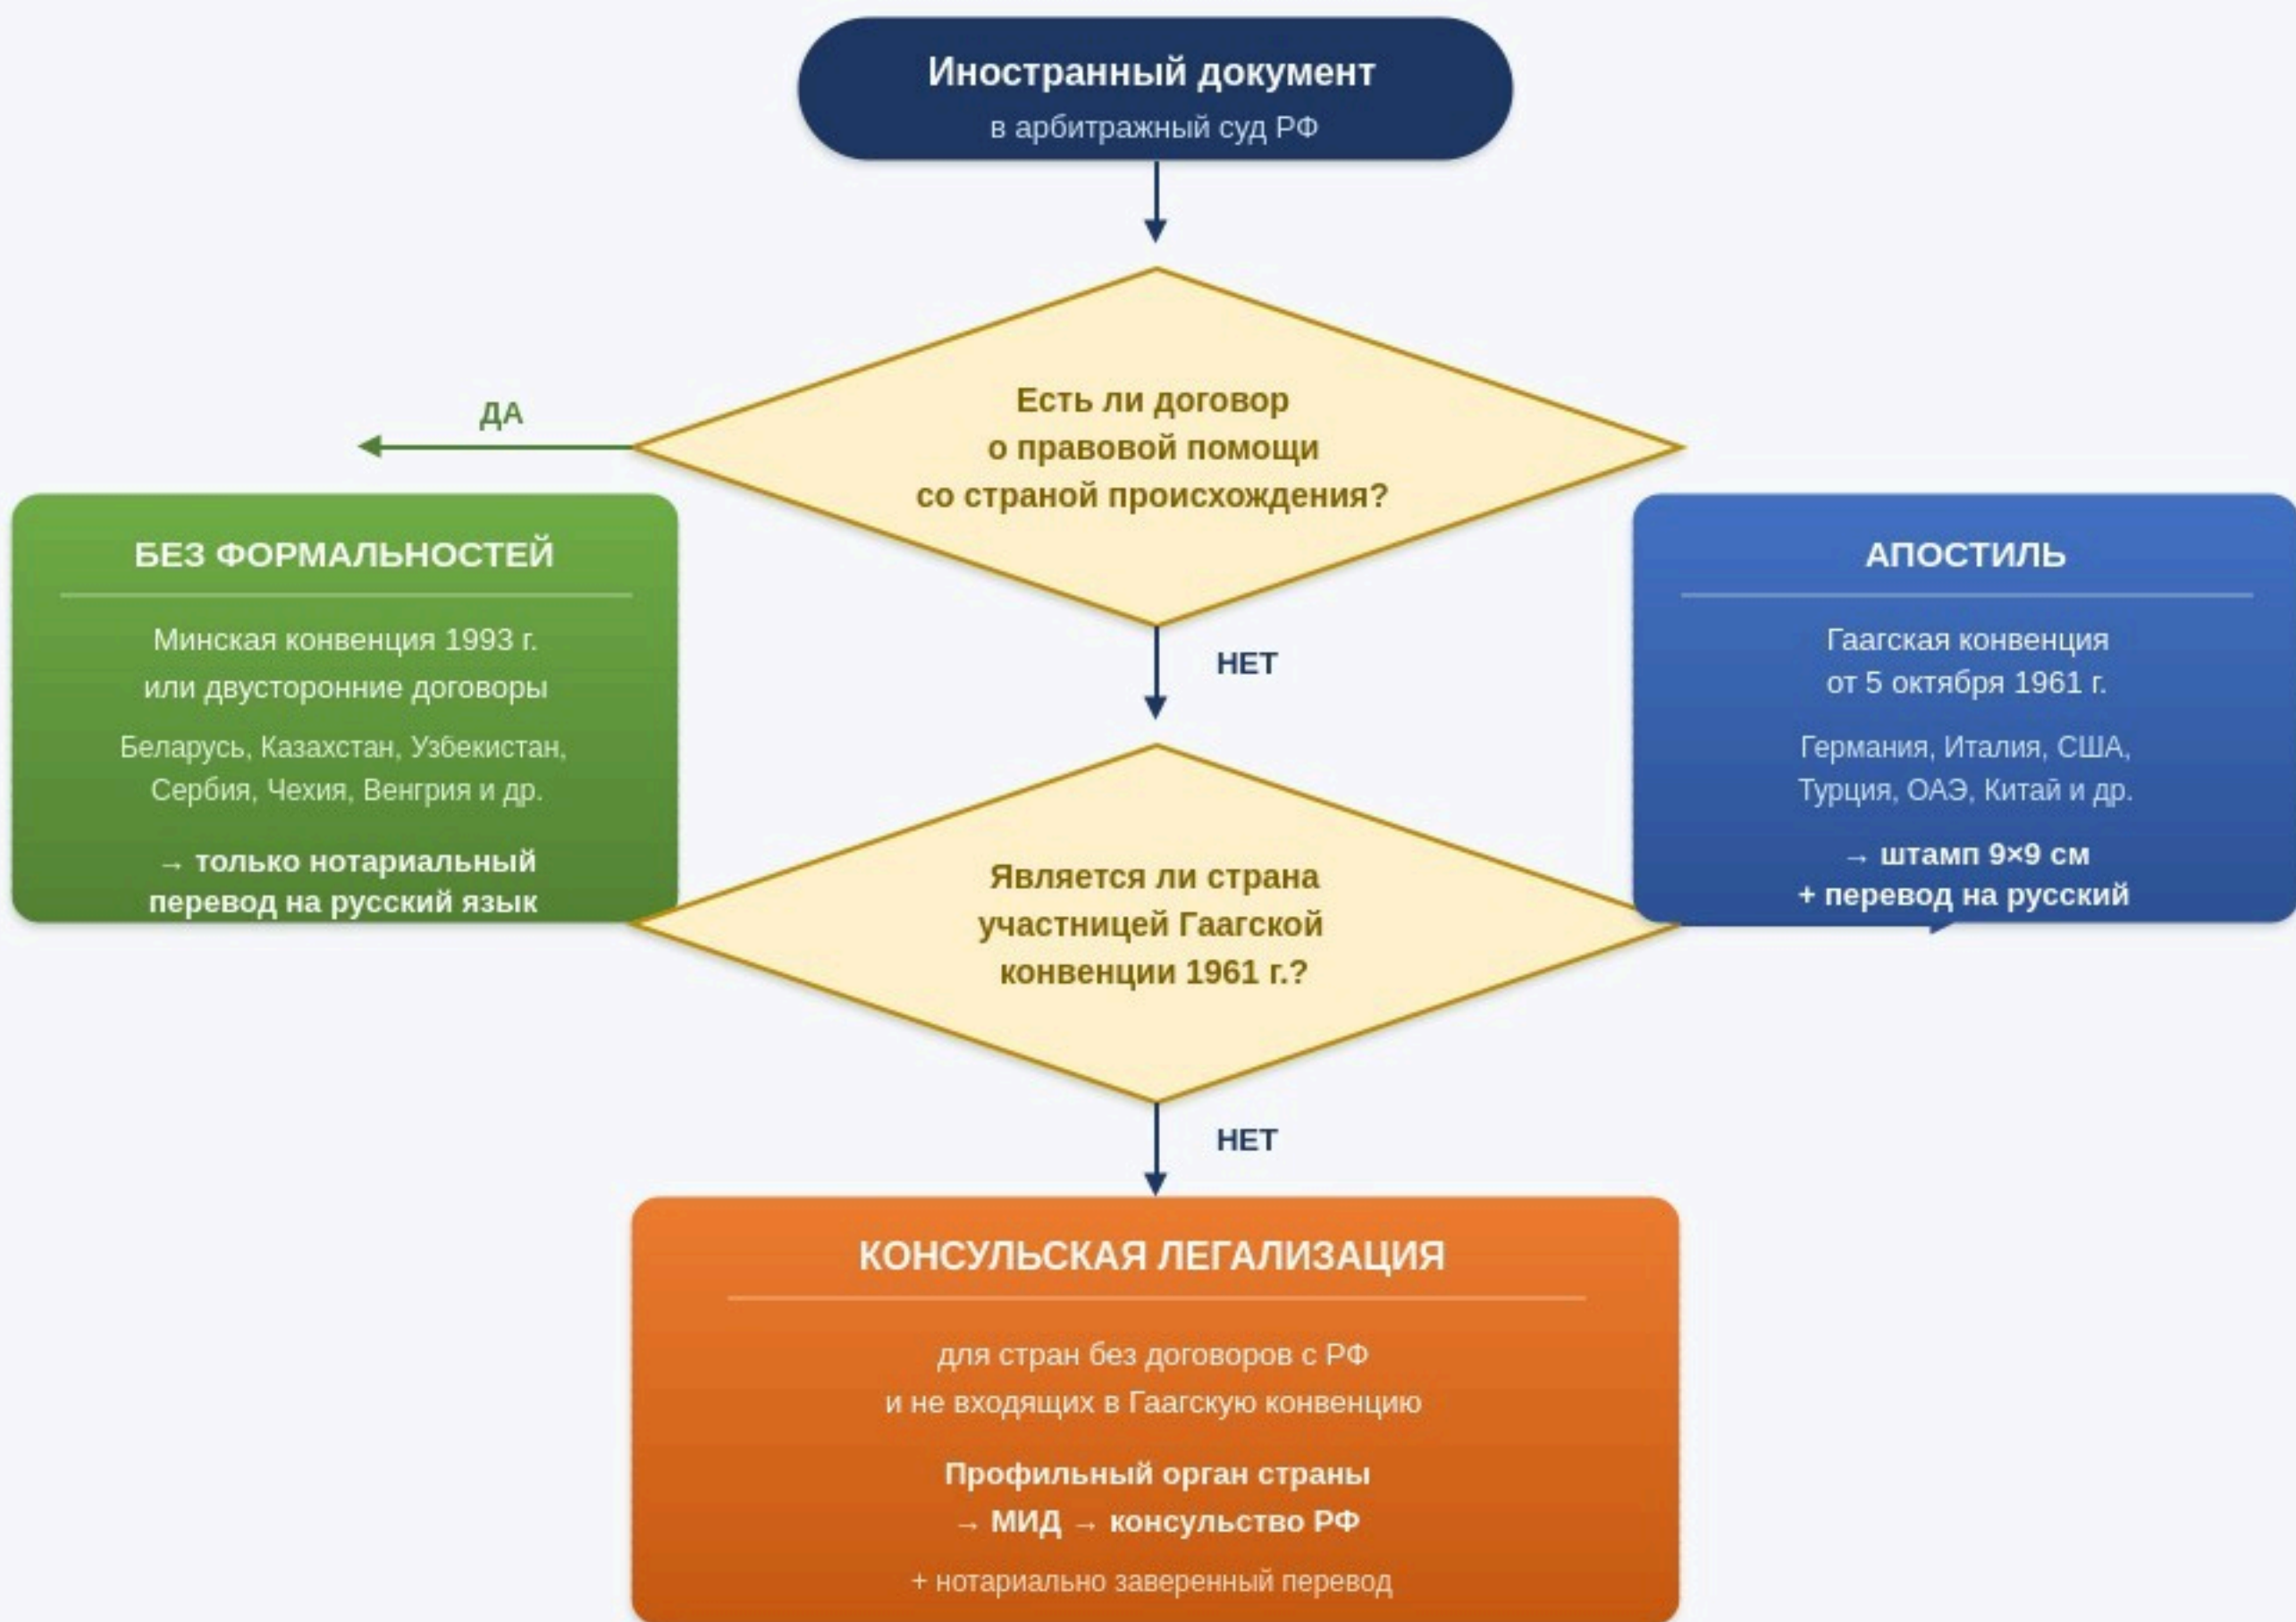 Иностранный документ
в арбитражный суд РФ
Есть ли договор
о правовой помощи
со страной происхождения?
ДА
БЕЗ ФОРМАЛЬНОСТЕЙ
Минская конвенция 1993 г.
или двусторонние договоры
Беларусь, Казахстан, Узбекистан,
Сербия, Чехия, Венгрия и др.
→ только нотариальный
перевод на русский язык
НЕТ
АПОСТИЛЬ
Гаагская конвенция
от 5 октября 1961 г.
Германия, Италия, США,
Турция, ОАЭ, Китай и др.
→ штамп 9×9 см
+ перевод на русский
Является ли страна
участницей Гаагской
конвенции 1961 г.?
НЕТ
КОНСУЛЬСКАЯ ЛЕГАЛИЗАЦИЯ
для стран без договоров с РФ
и не входящих в Гаагскую конвенцию
Профильный орган страны
→ МИД → консульство РФ
+ нотариально заверенный перевод